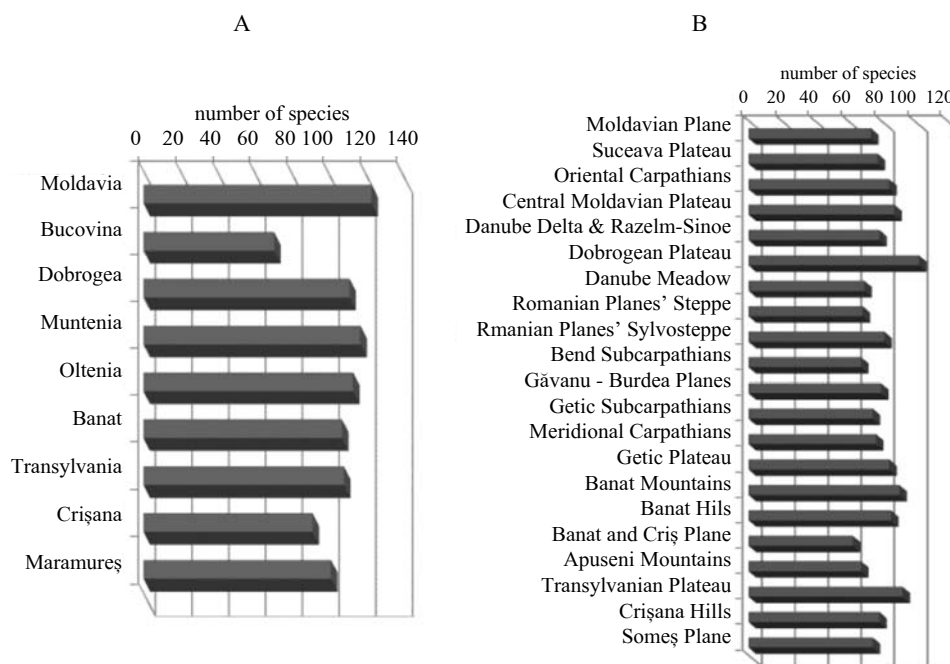 A
number of species
0 20 40 60 80 100 120 140
Moldavia
Bucovina
Dobrogea
Muntenia
Oltenia
Banat
Transylvania
Crișana
Maramureș
B
number of species
0 20 40 60 80 100 120
Moldavian Plane
Suceava Plateau
Oriental Carpathians
Central Moldavian Plateau
Danube Delta & Razelm-Sinoe
Dobrogean Plateau
Danube Meadow
Romanian Planes’ Steppe
Rmanian Planes’ Sylvosteppe
Bend Subcarpathians
Găvanu - Burdea Planes
Getic Subcarpathians
Meridional Carpathians
Getic Plateau
Banat Mountains
Banat Hils
Banat and Criș Plane
Apuseni Mountains
Transylvanian Plateau
Crișana Hills
Someș Plane